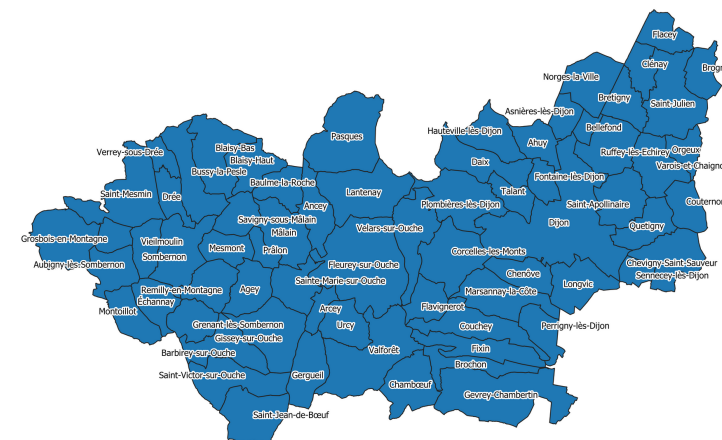 Flacey
Clénay
Brogn
Norges-la-Ville
Bretigny
Saint-Julien
Asnières-lès-Dijon
Bellefond
Hauteville-lès-Dijon
Pasques
Ahuy
Ruffey-lès-Echirey
Orgeux
Verrey-sous-Drée
Blaisy-Bas
Blaisy-Haut
Daix
Varois-et-Chaignot
Bussy-la-Pesle
Fontaine-lès-Dijon
Baulme-la-Roche
Saint-Mesmin
Drée
Lantenay
Talant
Couternon
Ancey
Plombières-lès-Dijon
Saint-Apollinaire
Savigny-sous-Mâlain
Dijon
Quetigny
Velars-sur-Ouche
Mâlain
Grosbois-en-Montagne
Vieilmoulin
Mesmont
Prâlon
Corcelles-les-Monts
Sombernon
Aubigny-lès-Sombernon
Fleurey-sur-Ouche
Chevigny-Saint-Sauveur
Chenôve
Sennecey-lès-Dijon
Sainte-Marie-sur-Ouche
Longvic
Remilly-en-Montagne
Agey
Marsannay-la-Côte
Échannay
Montoillot
Arcey
Flavignerot
Grenant-lès-Sombernon
Urcy
Couchey
Perrigny-lès-Dijon
Gissey-sur-Ouche
Barbirey-sur-Ouche
Valforêt
Fixin
Brochon
Saint-Victor-sur-Ouche
Gergueil
Chambœuf
Gevrey-Chambertin
Saint-Jean-de-Bœuf